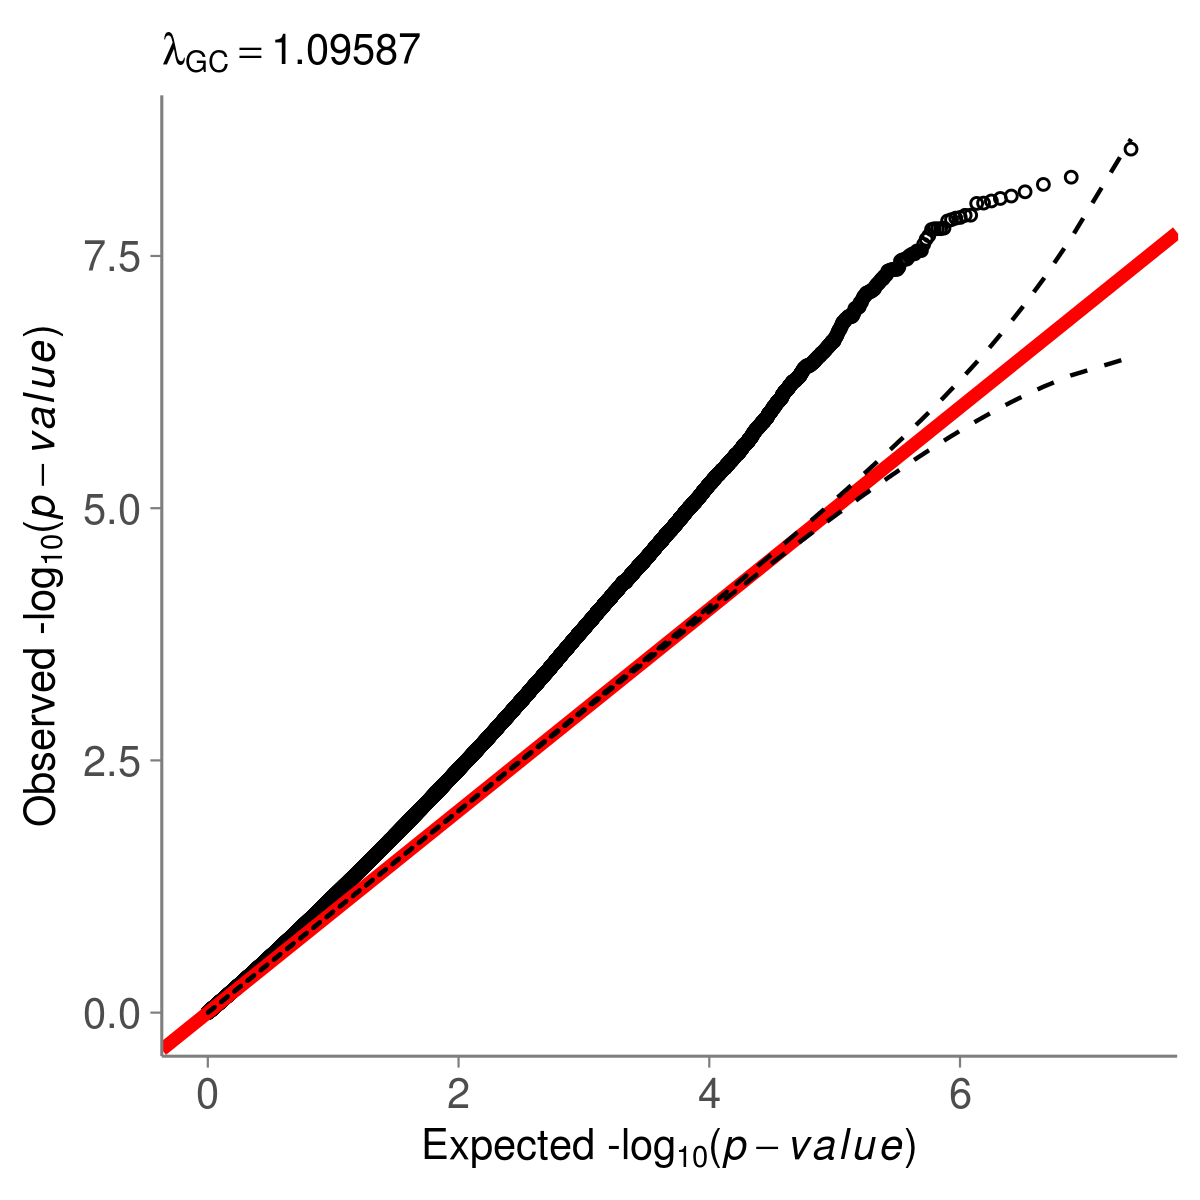 λGC = 1.09587
Observed -log10(p − value)
7.5
5.0
2.5
0.0
0 2 4 6
Expected -log10(p − value)